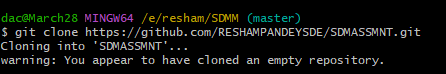 dac@March28 MINGW64 /e/resham/SDMM (master)
$ git clone https://github.com/RESHAMPANDEYSDE/SDMASSMNT.git
Cloning into 'SDMASSMNT'...
warning: You appear to have cloned an empty repository.